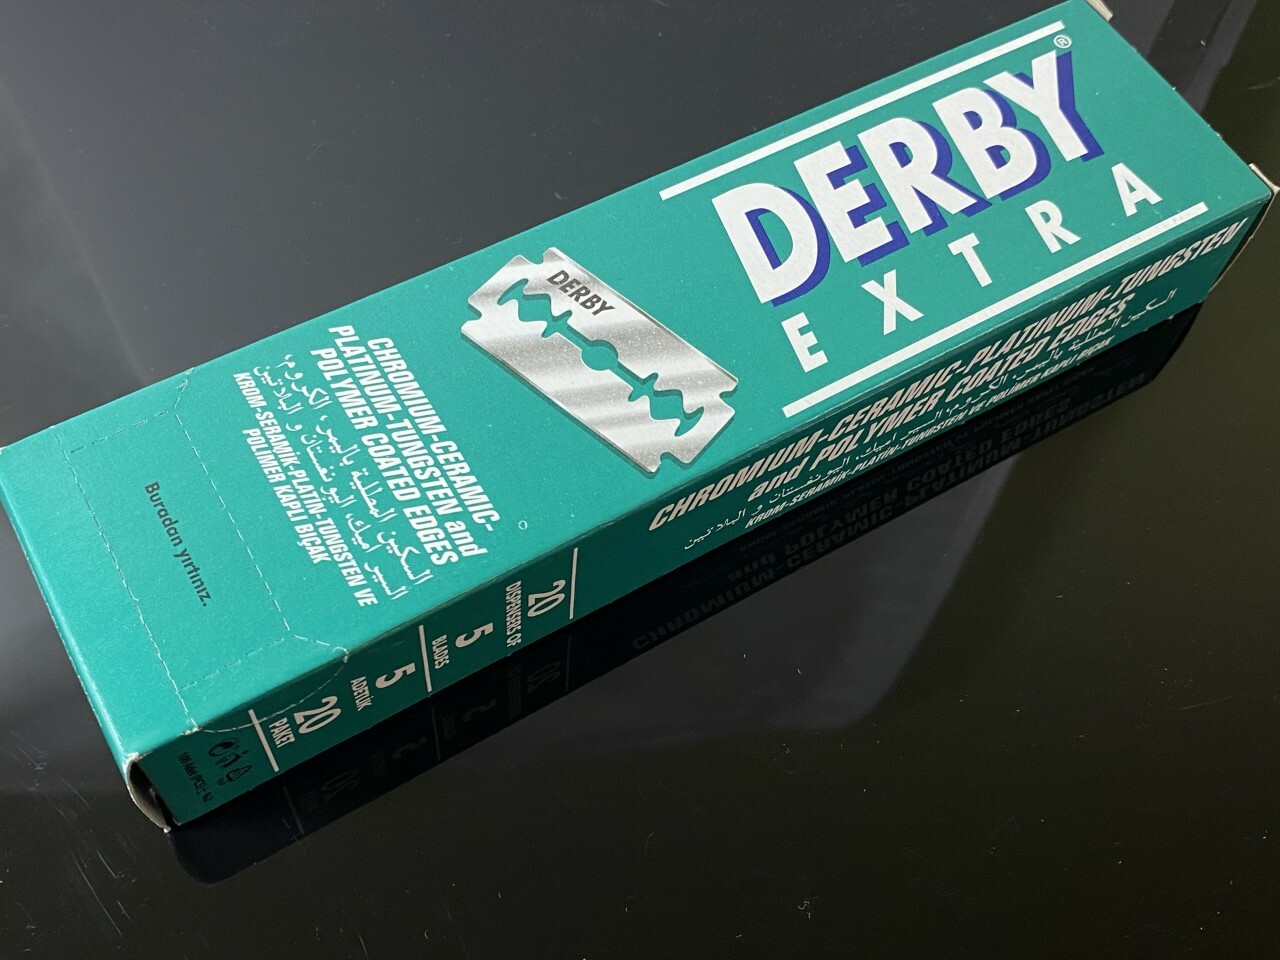 DERBY®
EXTRA
DERBY
CHROMIUM-CERAMIC-
PLATINUM-TUNGSTEN and
POLYMER COATED EDGES
KROM-SERAMİK-PLATİN-TUNGSTEN VE
POLİMER KAPLI BIÇAK
Buradan yırtınız.
CHROMIUM-CERAMIC-PLATINUM-TUNGSTEN
and POLYMER COATED EDGES
KROM-SERAMİK-PLATİN-TUNGSTEN VE POLİMER KAPLI BIÇAK
20
DISPENSERS OF
5
BLADES
5
ADETLİK
20
PAKET